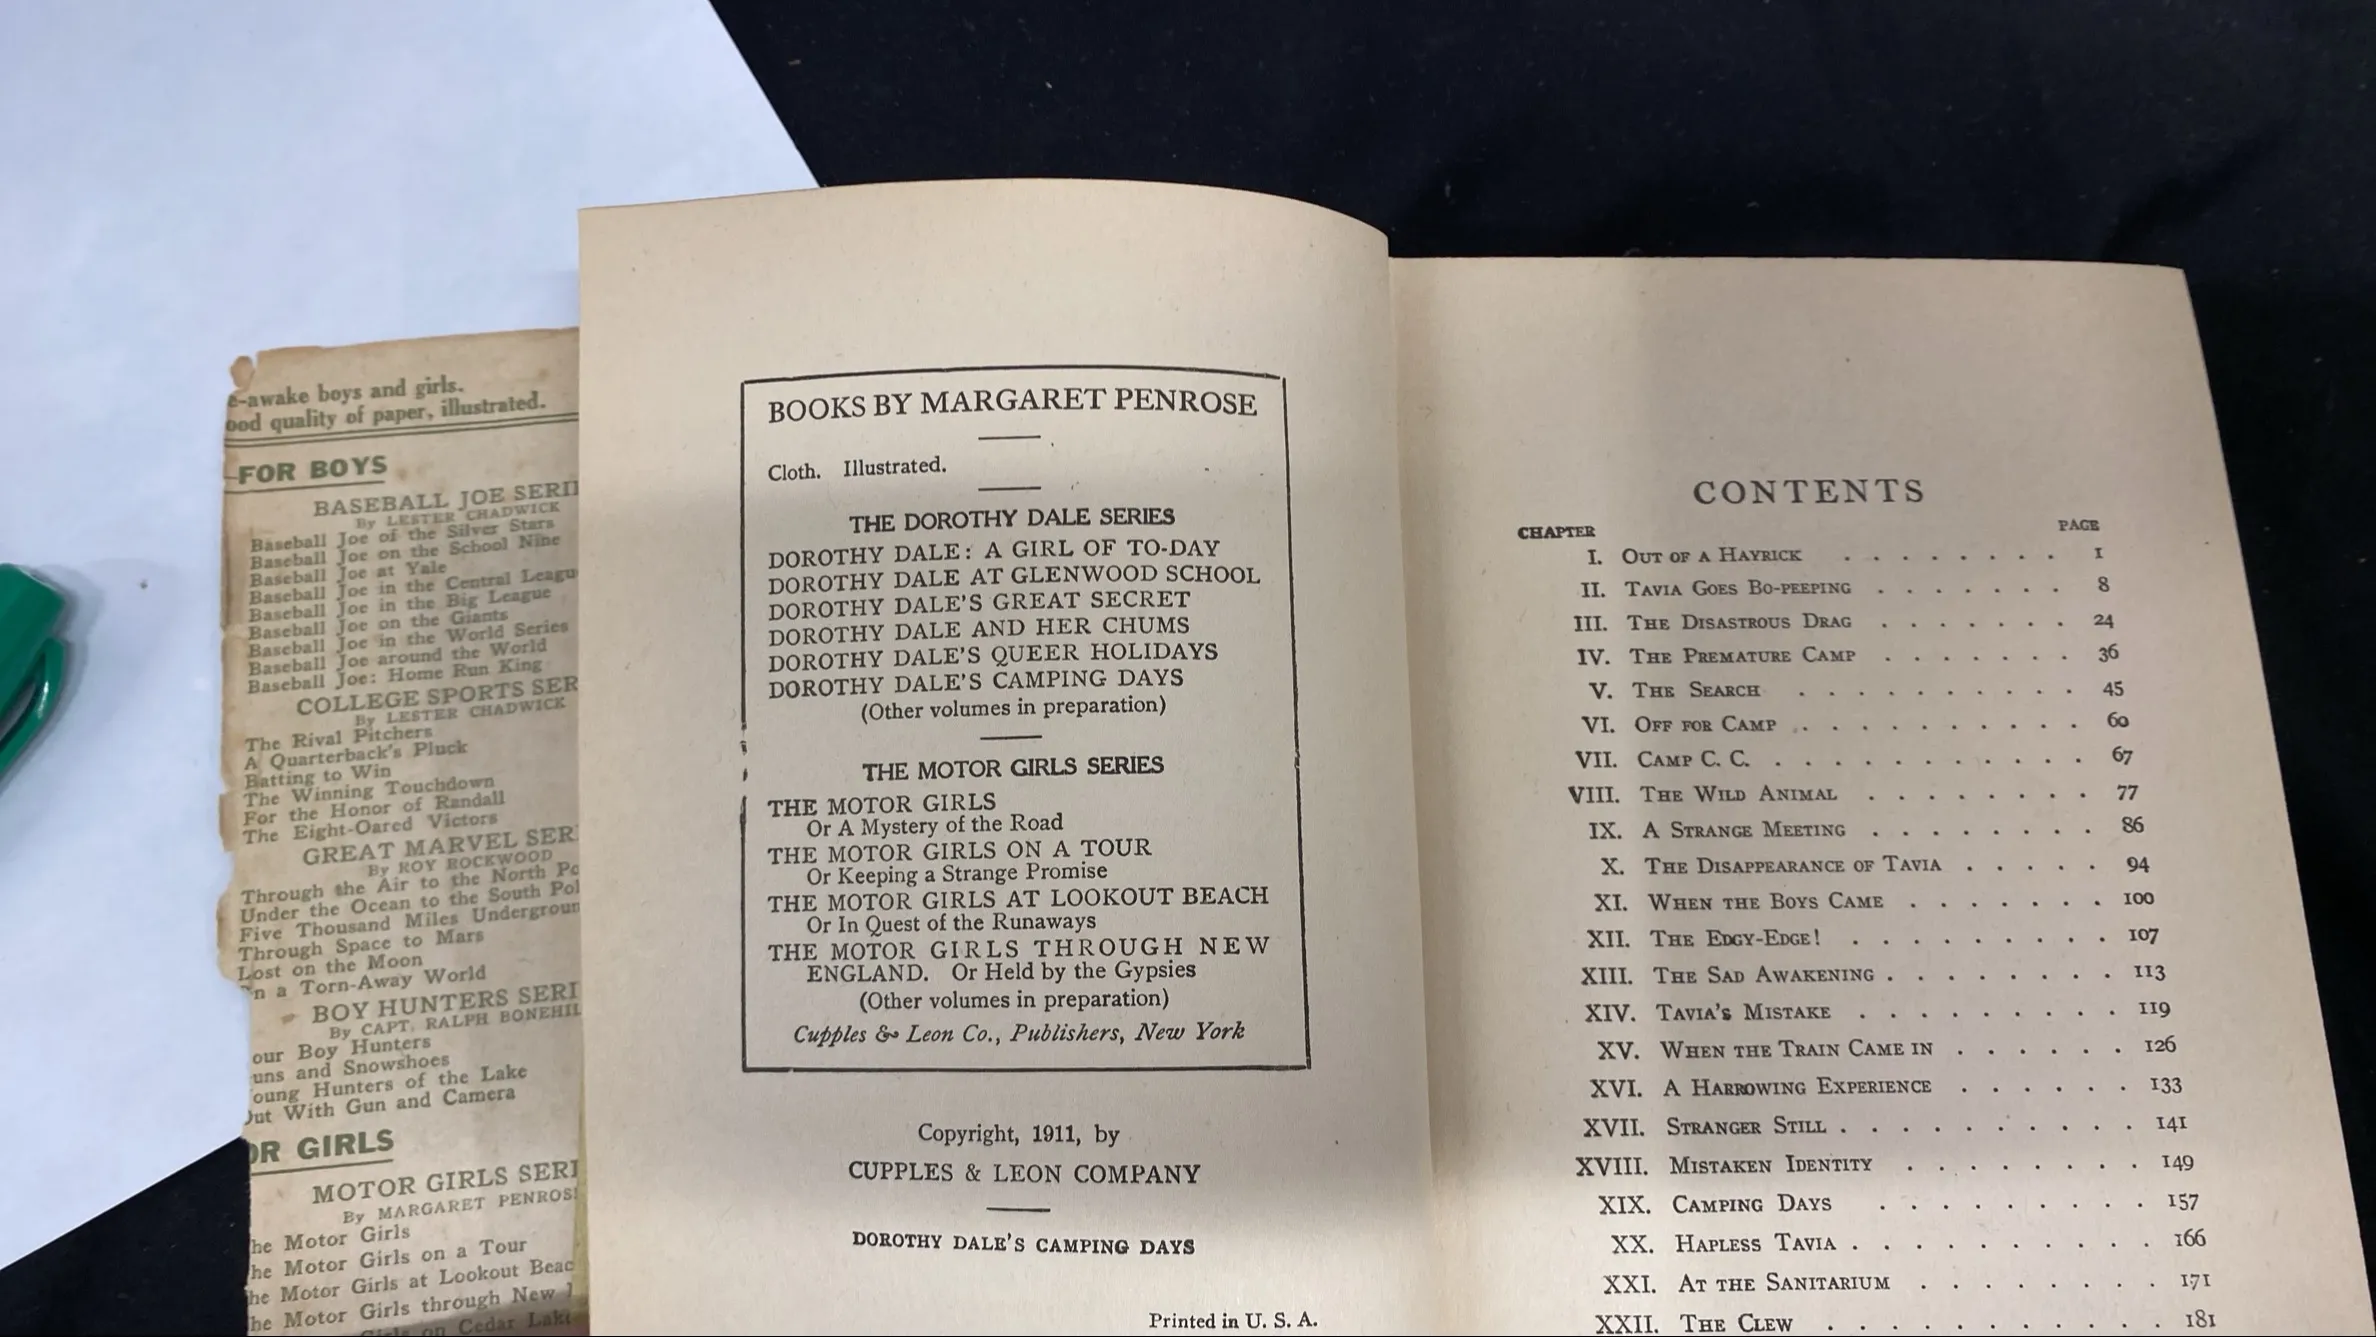 e-awake boys and girls.
ood quality of paper, illustrated.
FOR BOYS
BASEBALL JOE SERI
By LESTER CHADWICK
Baseball Joe of the Silver Stars
Baseball Joe on the School Nine
Baseball Joe at Yale
Baseball Joe in the Central Leagu
Baseball Joe in the Big League
Baseball Joe on the Giants
Baseball Joe in the World Series
Baseball Joe around the World
Baseball Joe: Home Run King
COLLEGE SPORTS SER
By LESTER CHADWICK
The Rival Pitchers
A Quarterback's Pluck
Batting to Win
The Winning Touchdown
For the Honor of Randall
The Eight-Oared Victors
GREAT MARVEL SER
By ROY ROCKWOOD
Through the Air to the North Po
Under the Ocean to the South Pol
Five Thousand Miles Undergroun
Through Space to Mars
Lost on the Moon
n a Torn-Away World
BOY HUNTERS SERI
By CAPT. RALPH BONEHIL
our Boy Hunters
uns and Snowshoes
oung Hunters of the Lake
Out With Gun and Camera
OR GIRLS
MOTOR GIRLS SERI
By MARGARET PENROS
he Motor Girls
he Motor Girls on a Tour
he Motor Girls at Lookout Beac
he Motor Girls through New
Girls on Cedar Lake
BOOKS BY MARGARET PENROSE
Cloth. Illustrated.
THE DOROTHY DALE SERIES
DOROTHY DALE: A GIRL OF TO-DAY
DOROTHY DALE AT GLENWOOD SCHOOL
DOROTHY DALE'S GREAT SECRET
DOROTHY DALE AND HER CHUMS
DOROTHY DALE'S QUEER HOLIDAYS
DOROTHY DALE'S CAMPING DAYS
(Other volumes in preparation)
THE MOTOR GIRLS SERIES
THE MOTOR GIRLS
Or A Mystery of the Road
THE MOTOR GIRLS ON A TOUR
Or Keeping a Strange Promise
THE MOTOR GIRLS AT LOOKOUT BEACH
Or In Quest of the Runaways
THE MOTOR GIRLS THROUGH NEW
ENGLAND. Or Held by the Gypsies
(Other volumes in preparation)
Cupples & Leon Co., Publishers, New York
Copyright, 1911, by
CUPPLES & LEON COMPANY
DOROTHY DALE'S CAMPING DAYS
Printed in U. S. A.
CONTENTS
CHAPTER PAGE
I. OUT OF A HAYRICK . . . . . . . . 1
II. TAVIA GOES BO-PEEPING . . . . . . . 8
III. THE DISASTROUS DRAG . . . . . . . 24
IV. THE PREMATURE CAMP . . . . . . . 36
V. THE SEARCH . . . . . . . . . . 45
VI. OFF FOR CAMP . . . . . . . . . . 60
VII. CAMP C. C. . . . . . . . . . . . 67
VIII. THE WILD ANIMAL . . . . . . . . 77
IX. A STRANGE MEETING . . . . . . . . 86
X. THE DISAPPEARANCE OF TAVIA . . . . . 94
XI. WHEN THE BOYS CAME . . . . . . . 100
XII. THE EDGY-EDGE! . . . . . . . . . 107
XIII. THE SAD AWAKENING . . . . . . . . 113
XIV. TAVIA'S MISTAKE . . . . . . . . . 119
XV. WHEN THE TRAIN CAME IN . . . . . . 126
XVI. A HARROWING EXPERIENCE . . . . . . 133
XVII. STRANGER STILL . . . . . . . . . . 141
XVIII. MISTAKEN IDENTITY . . . . . . . . 149
XIX. CAMPING DAYS . . . . . . . . . 157
XX. HAPLESS TAVIA . . . . . . . . . . 166
XXI. AT THE SANITARIUM . . . . . . . . 171
XXII. THE CLEW . . . . . . . . . . . 181